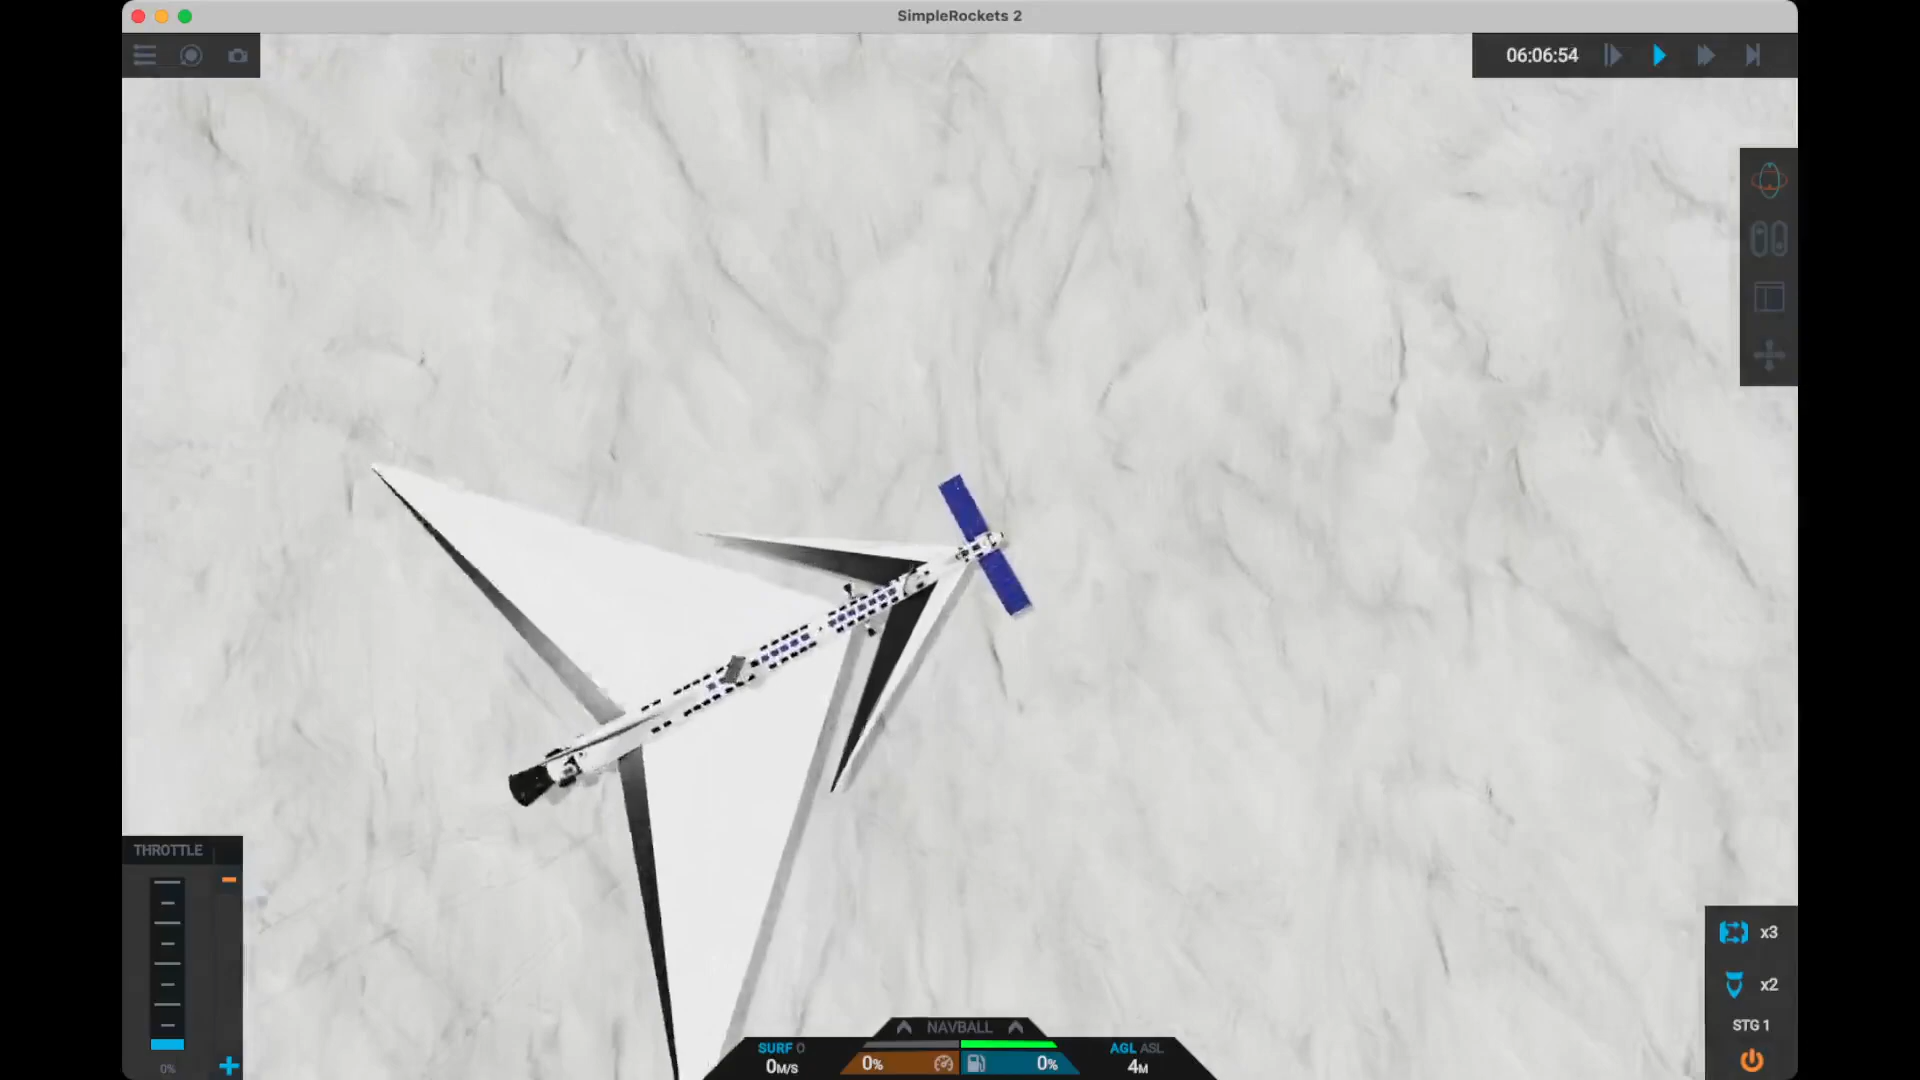 SimpleRockets 2
06:06:54
THROTTLE
0%
x3
x2
STG 1
NAVBALL
SURF O
0M/S
0%
0%
AGL ASL
4M